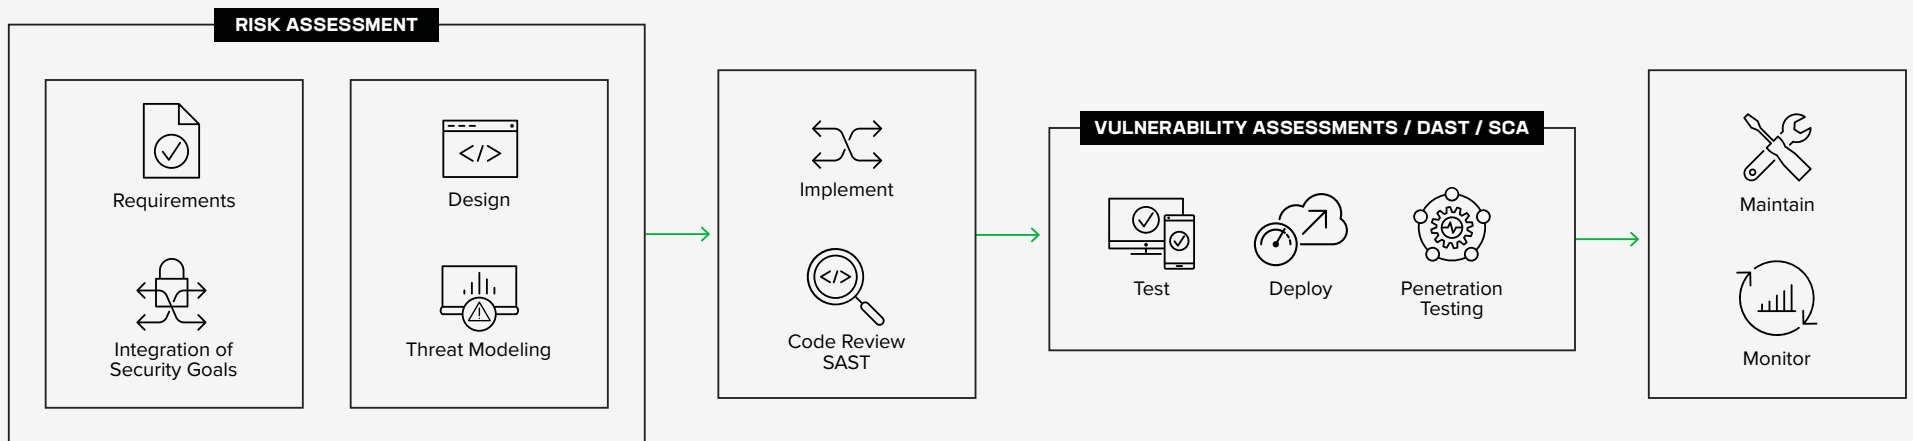 RISK ASSESSMENT
Requirements
Integration of
Security Goals
Design
Threat Modeling
Implement
Code Review
SAST
VULNERABILITY ASSESSMENTS / DAST / SCA
Test
Deploy
Penetration
Testing
Maintain
Monitor